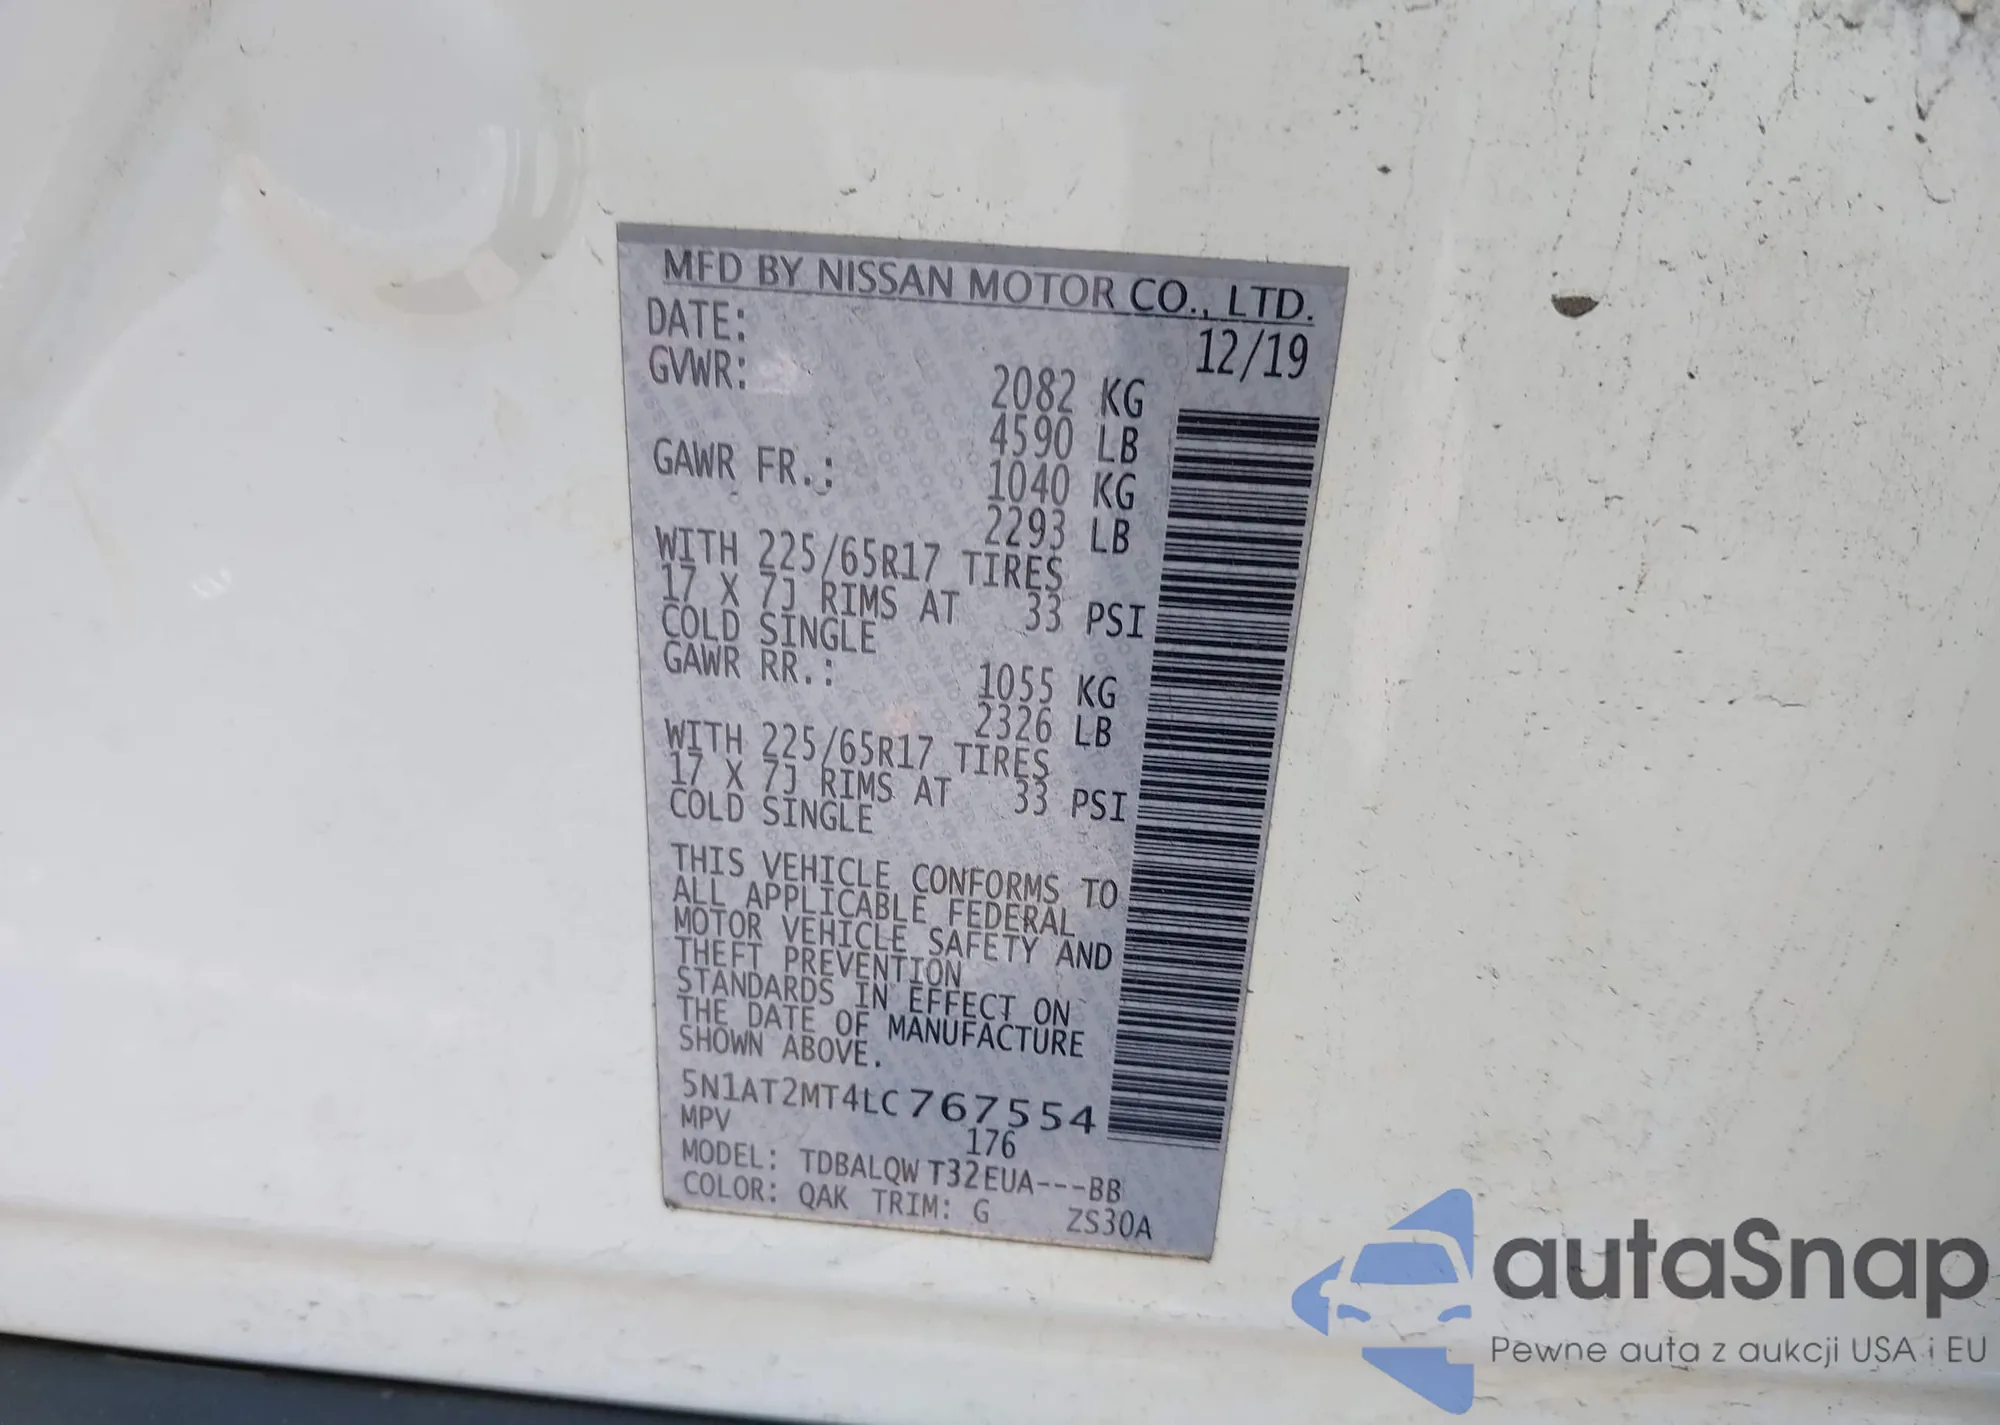 MFD BY NISSAN MOTOR CO., LTD.
DATE: 12/19
GVWR: 2082 KG
4590 LB
GAWR FR.: 1040 KG
2293 LB
WITH 225/65R17 TIRES
17 X 7J RIMS AT 33 PSI
COLD SINGLE
GAWR RR.: 1055 KG
2326 LB
WITH 225/65R17 TIRES
17 X 7J RIMS AT 33 PSI
COLD SINGLE
THIS VEHICLE CONFORMS TO
ALL APPLICABLE FEDERAL
MOTOR VEHICLE SAFETY AND
THEFT PREVENTION
STANDARDS IN EFFECT ON
THE DATE OF MANUFACTURE
SHOWN ABOVE.
5N1AT2MT4LC767554
MPV 176
MODEL: TDBALQW T32EUA---BB
COLOR: QAK TRIM: G ZS30A
autaSnap
Pewne auta z aukcji USA i EU